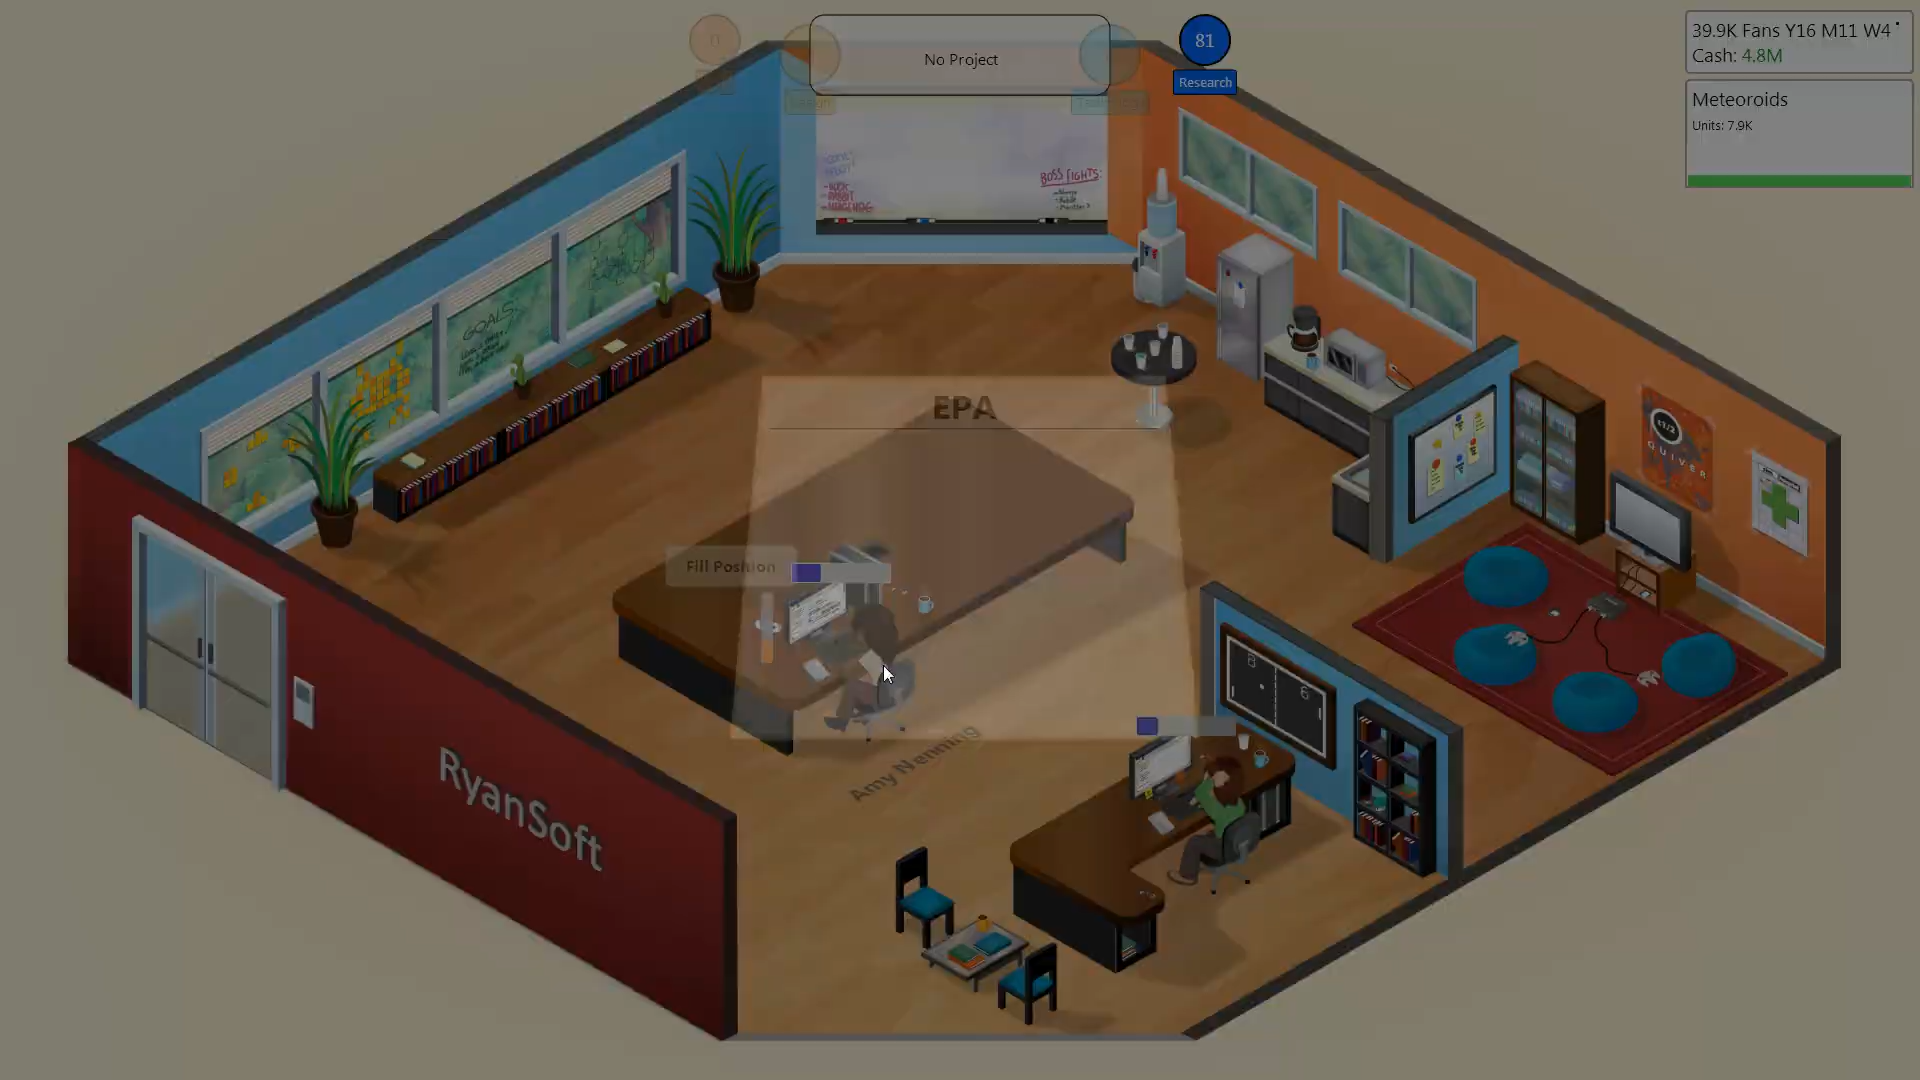 No Project
81
Research
39.9K Fans Y16 M11 W4
Cash: 4.8M
Meteoroids
Units: 7.9K
BOSS FIGHTS:
GOALS:
EPA
Fill Position
QUIVER
Amy Nenning
RyanSoft